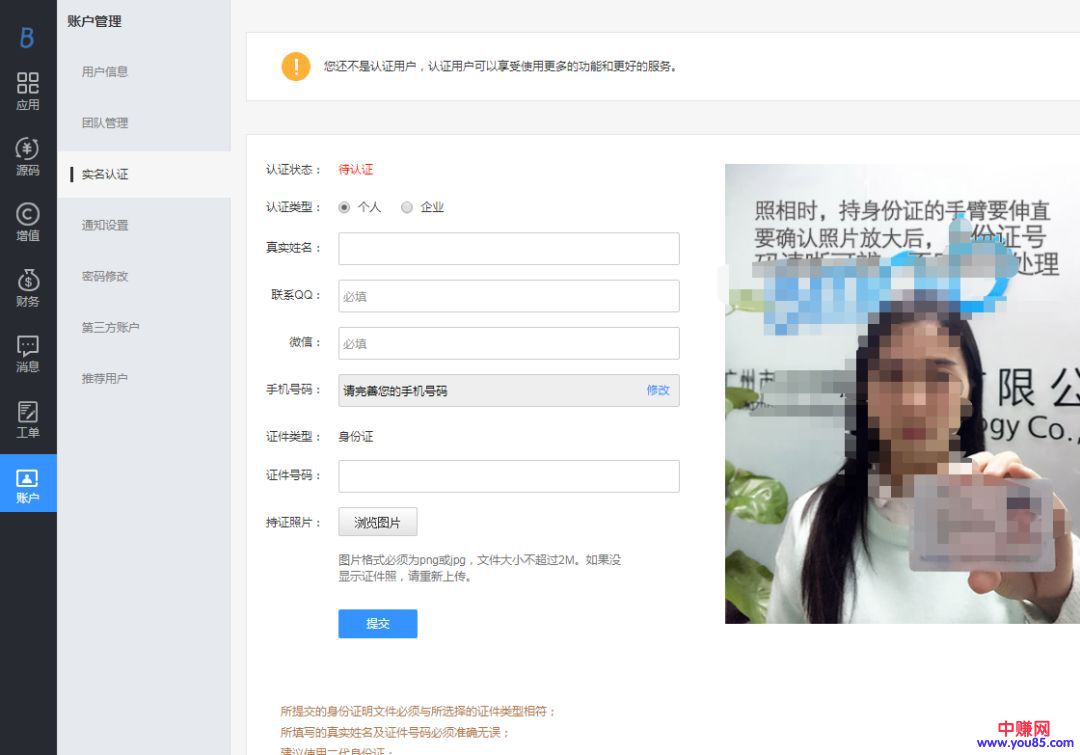 账户管理
B
应用
源码
增值
财务
消息
工单
账户
用户信息
团队管理
实名认证
通知设置
密码修改
第三方账户
推荐用户
您还不是认证用户，认证用户可以享受使用更多的功能和更好的服务。
认证状态： 待认证
认证类型： 个人 企业
真实姓名：
联系QQ： 必填
微信： 必填
手机号码： 请完善您的手机号码 修改
证件类型： 身份证
证件号码：
持证照片： 浏览图片
图片格式必须为png或jpg，文件大小不超过2M。如果没
显示证件照，请重新上传。
提交
照相时，持身份证的手臂要伸直
要确认照片放大后， 份证号
处理
广州市
有限公
ogy Co.,
所提交的身份证明文件必须与所选择的证件类型相符；
所填写的真实姓名及证件号码必须准确无误；
建议使用二代身份证；
中赚网
www.you85.com